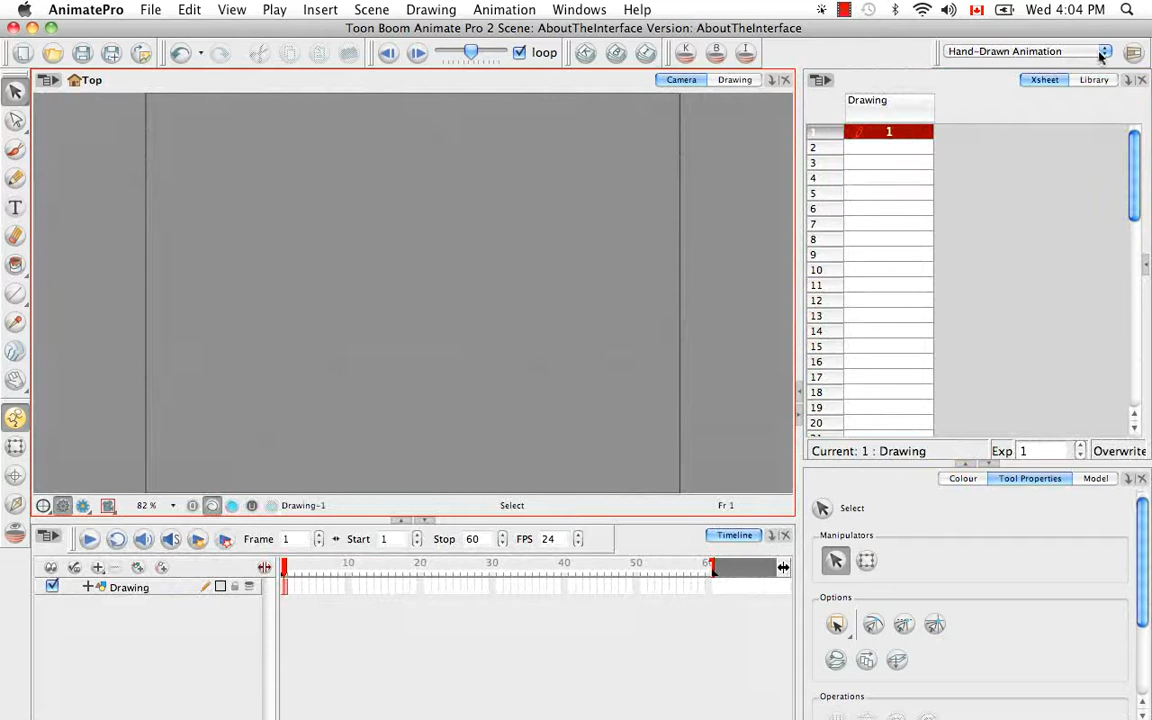 AnimatePro File Edit View Play Insert Scene Drawing Animation Windows Help Wed 4:04 PM
Toon Boom Animate Pro 2 Scene: AboutTheInterface Version: AboutTheInterface
loop K B I Hand-Drawn Animation
Top Camera Drawing Xsheet Library
Drawing
1 1
2
3
4
5
6
7
8
9
10
11
12
13
14
15
16
17
18
19
20
Current: 1 : Drawing Exp 1 Overwrite
Colour Tool Properties Model
82 % Drawing-1 Select Fr 1
Select
Frame 1 Start 1 Stop 60 FPS 24 Timeline
Manipulators
10 20 30 40 50
Drawing
Options
Operations